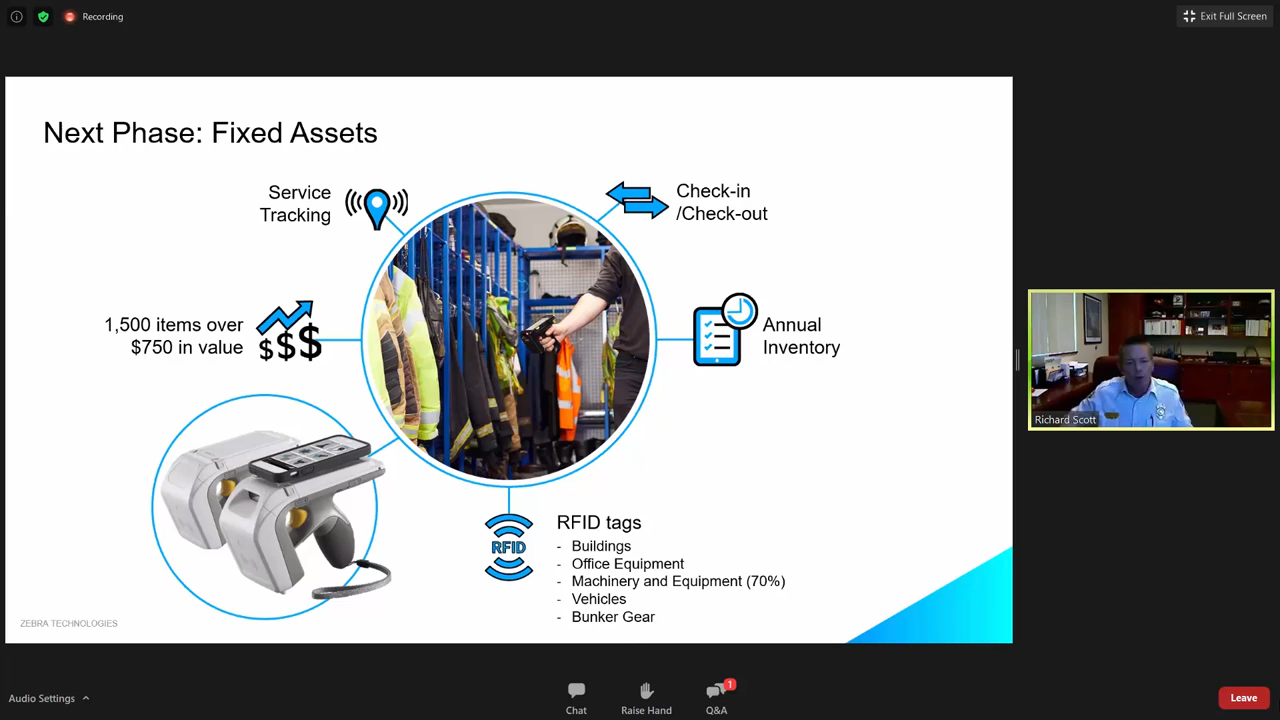 Recording
Exit Full Screen
Next Phase: Fixed Assets
Service
Tracking
Check-in
/Check-out
1,500 items over
$750 in value
$$$
Annual
Inventory
RFID
RFID tags
- Buildings
- Office Equipment
- Machinery and Equipment (70%)
- Vehicles
- Bunker Gear
ZEBRA TECHNOLOGIES
Richard Scott
Audio Settings
Chat
Raise Hand
1
Q&A
Leave